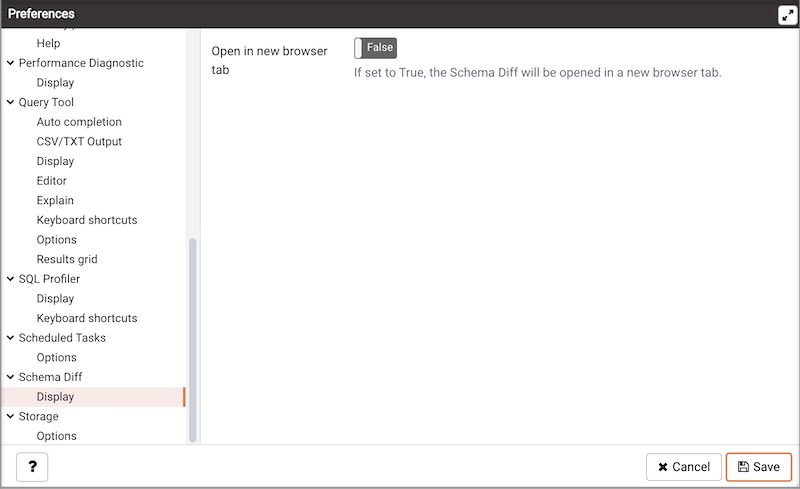 Preferences
Help
Performance Diagnostic
Display
Query Tool
Auto completion
CSV/TXT Output
Display
Editor
Explain
Keyboard shortcuts
Options
Results grid
SQL Profiler
Display
Keyboard shortcuts
Scheduled Tasks
Options
Schema Diff
Display
Storage
Options
Open in new browser
tab
False
If set to True, the Schema Diff will be opened in a new browser tab.
?
Cancel
Save